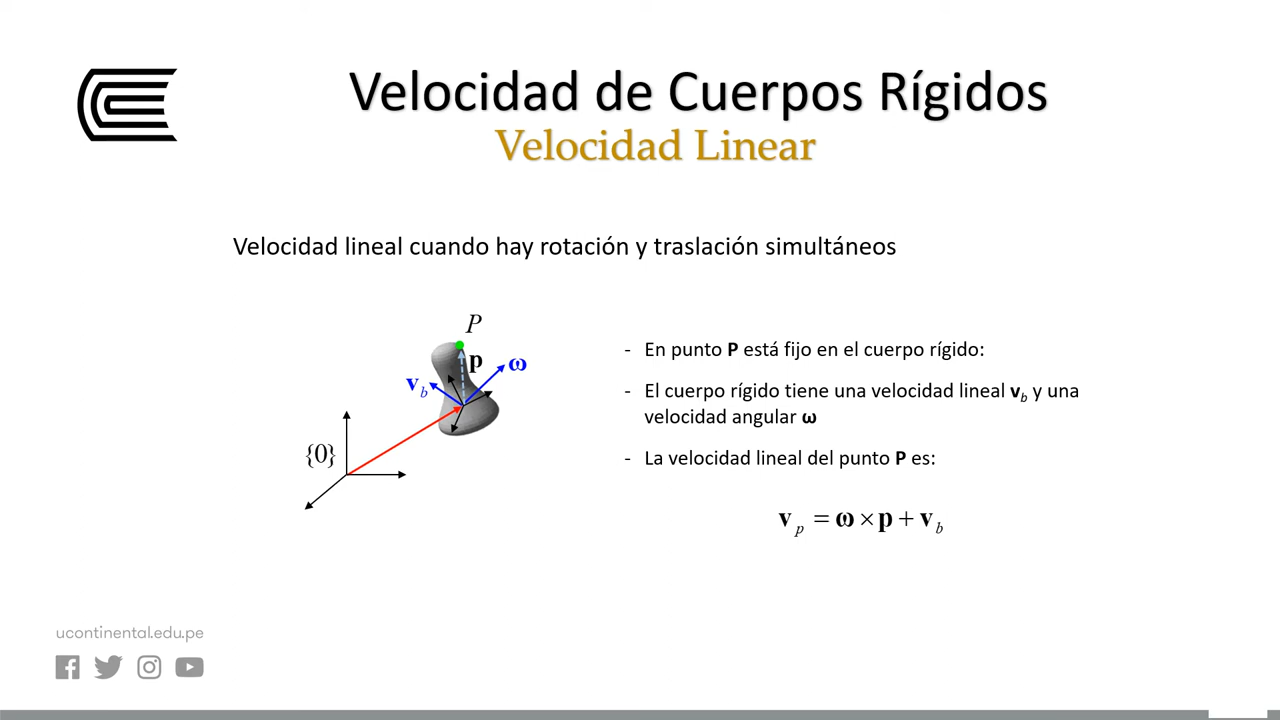 Velocidad de Cuerpos Rígidos
Velocidad Linear
Velocidad lineal cuando hay rotación y traslación simultáneos
P
p
ω
v_b
{0}
- En punto P está fijo en el cuerpo rígido:
- El cuerpo rígido tiene una velocidad lineal v_b y una
velocidad angular ω
- La velocidad lineal del punto P es:
v_p = ω × p + v_b
ucontinental.edu.pe